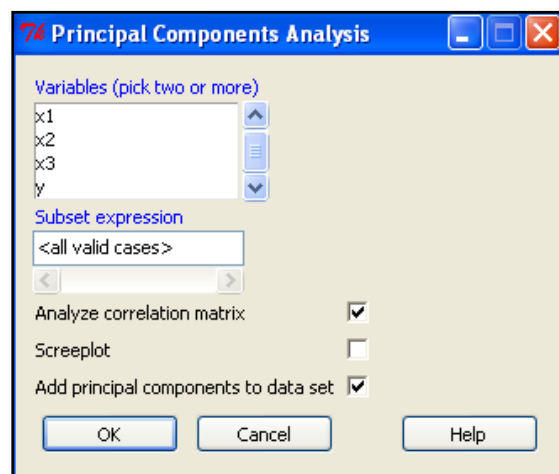 Principal Components Analysis
Variables (pick two or more)
x1
x2
x3
y
Subset expression
<all valid cases>
Analyze correlation matrix
Screeplot
Add principal components to data set
OK Cancel Help